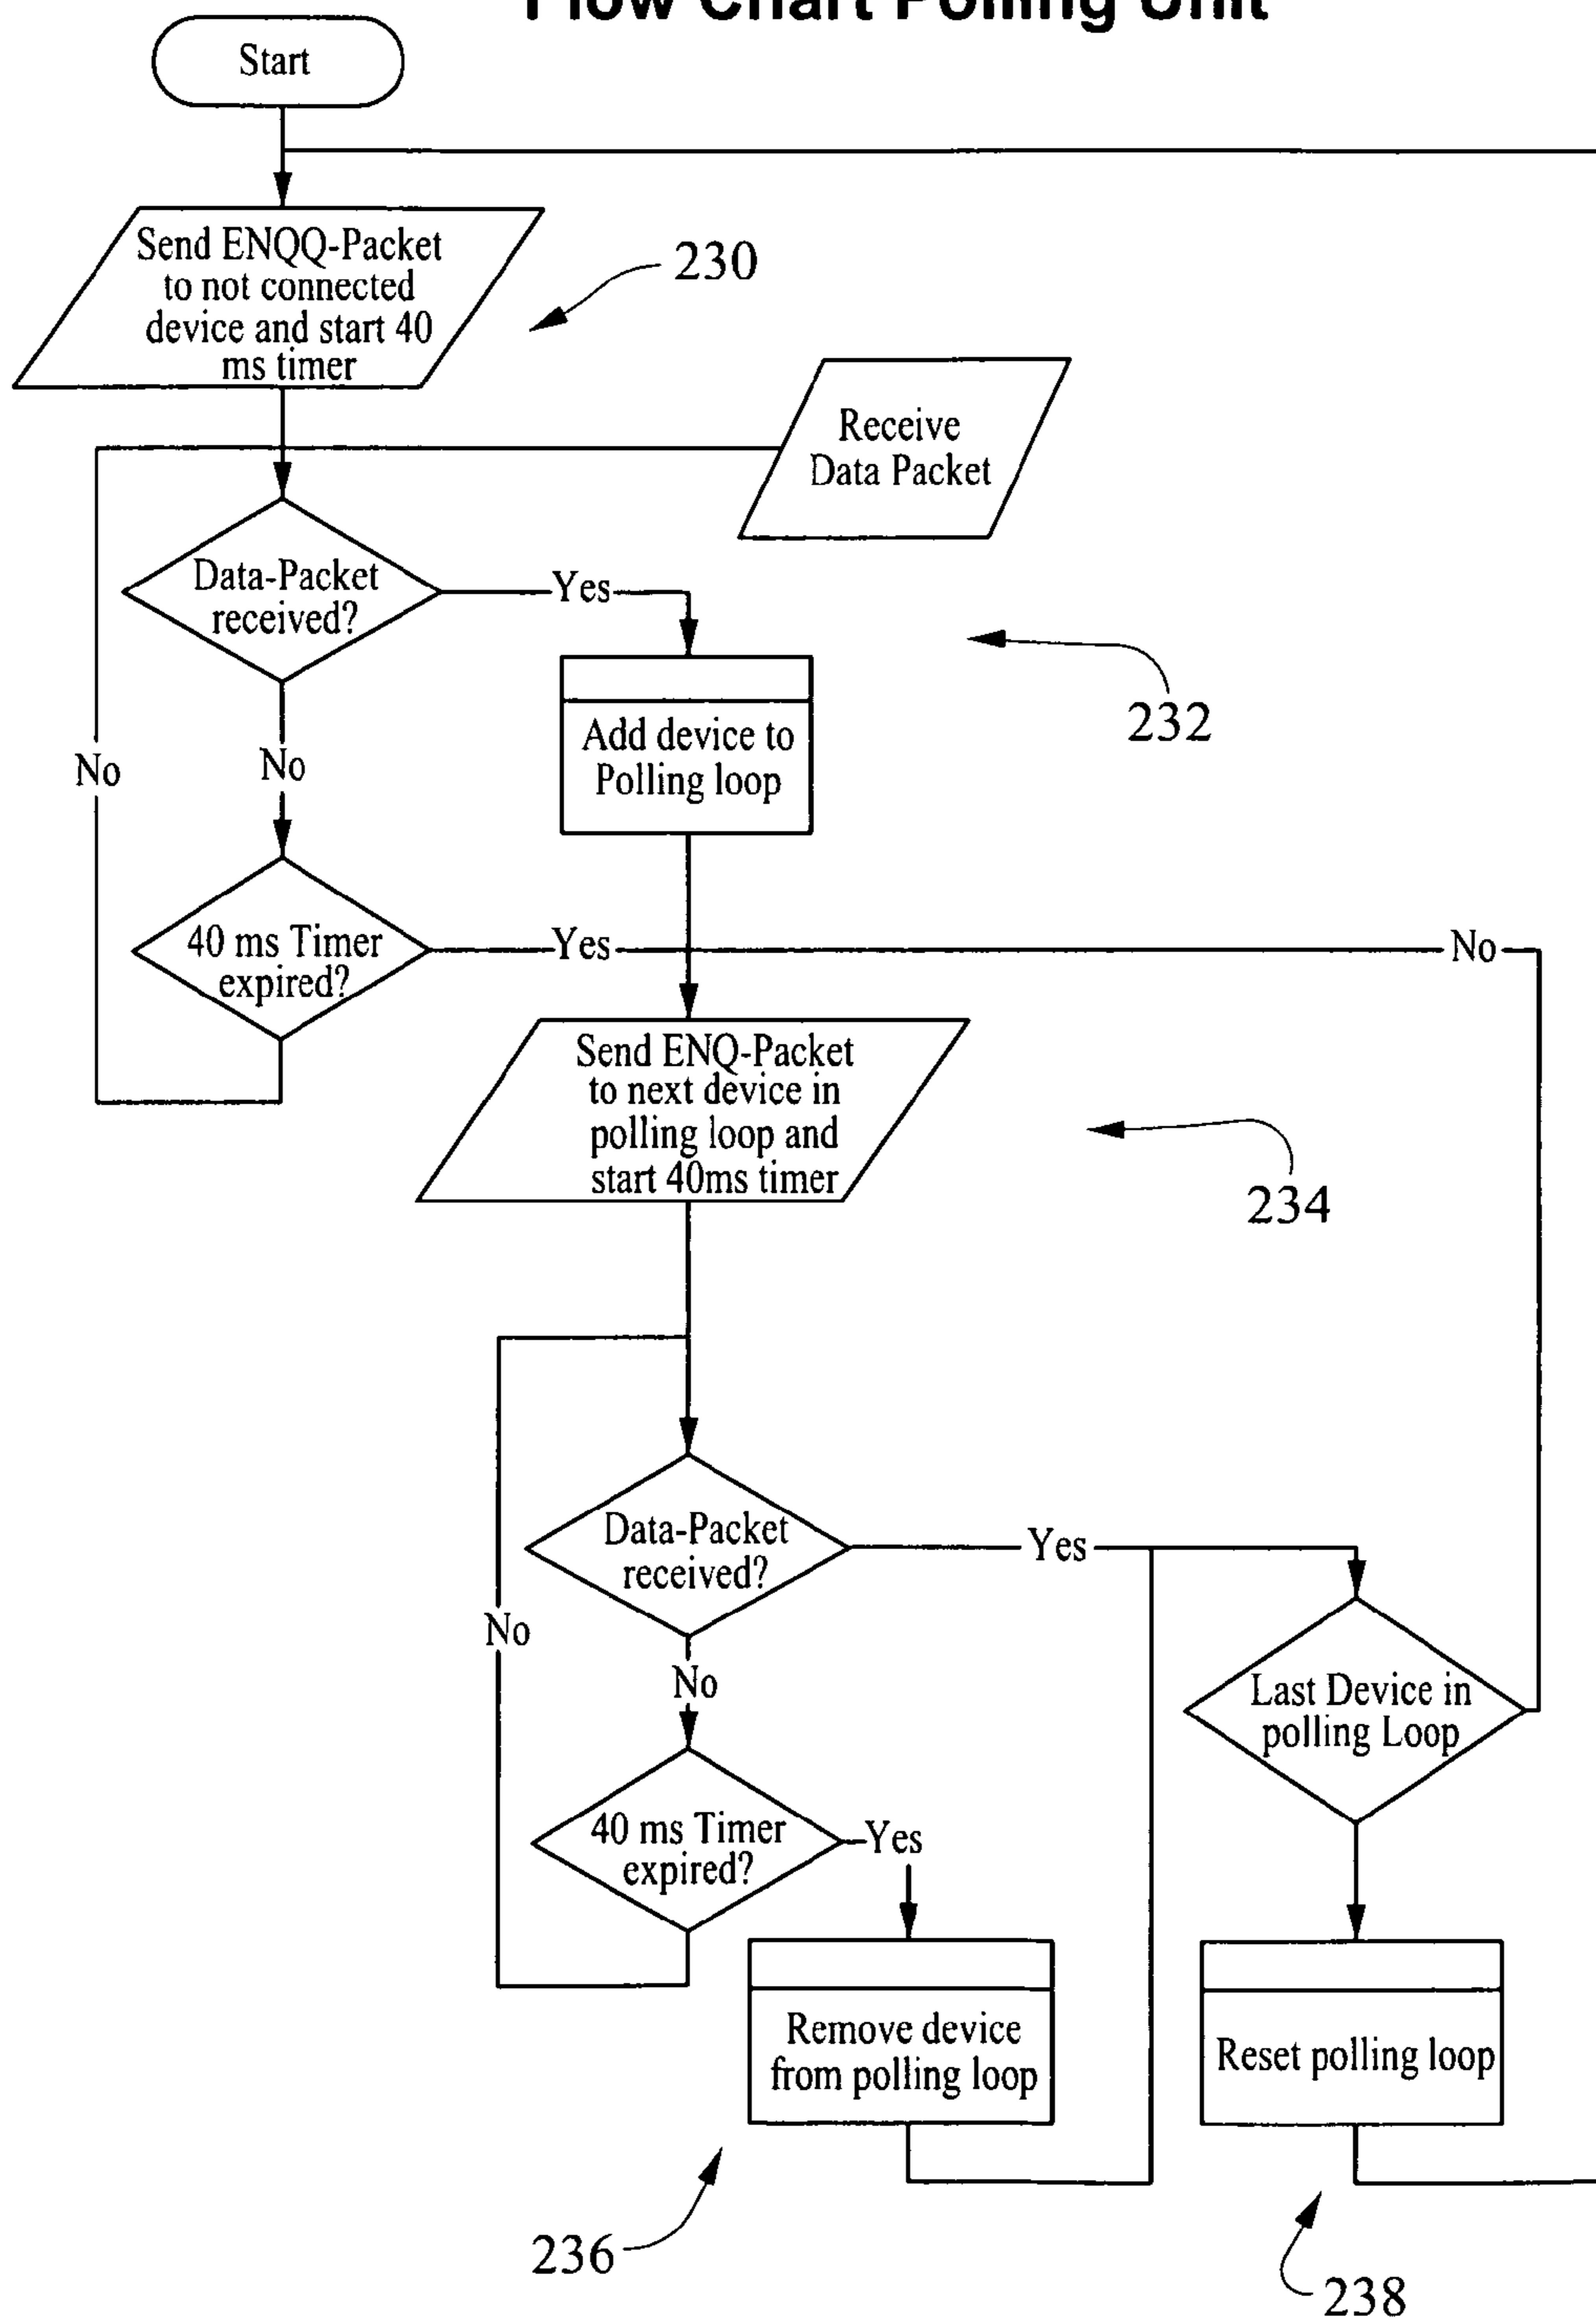 Flow Chart Polling Unit
Start
Send ENQQ-Packet
to not connected
device and start 40
ms timer
230
Receive
Data Packet
Data-Packet
received?
Yes
232
Add device to
Polling loop
No
No
40 ms Timer
expired?
Yes
No
Send ENQ-Packet
to next device in
polling loop and
start 40ms timer
234
Data-Packet
received?
Yes
No
No
Last Device in
polling Loop
40 ms Timer
expired?
Yes
Remove device
from polling loop
Reset polling loop
236
238